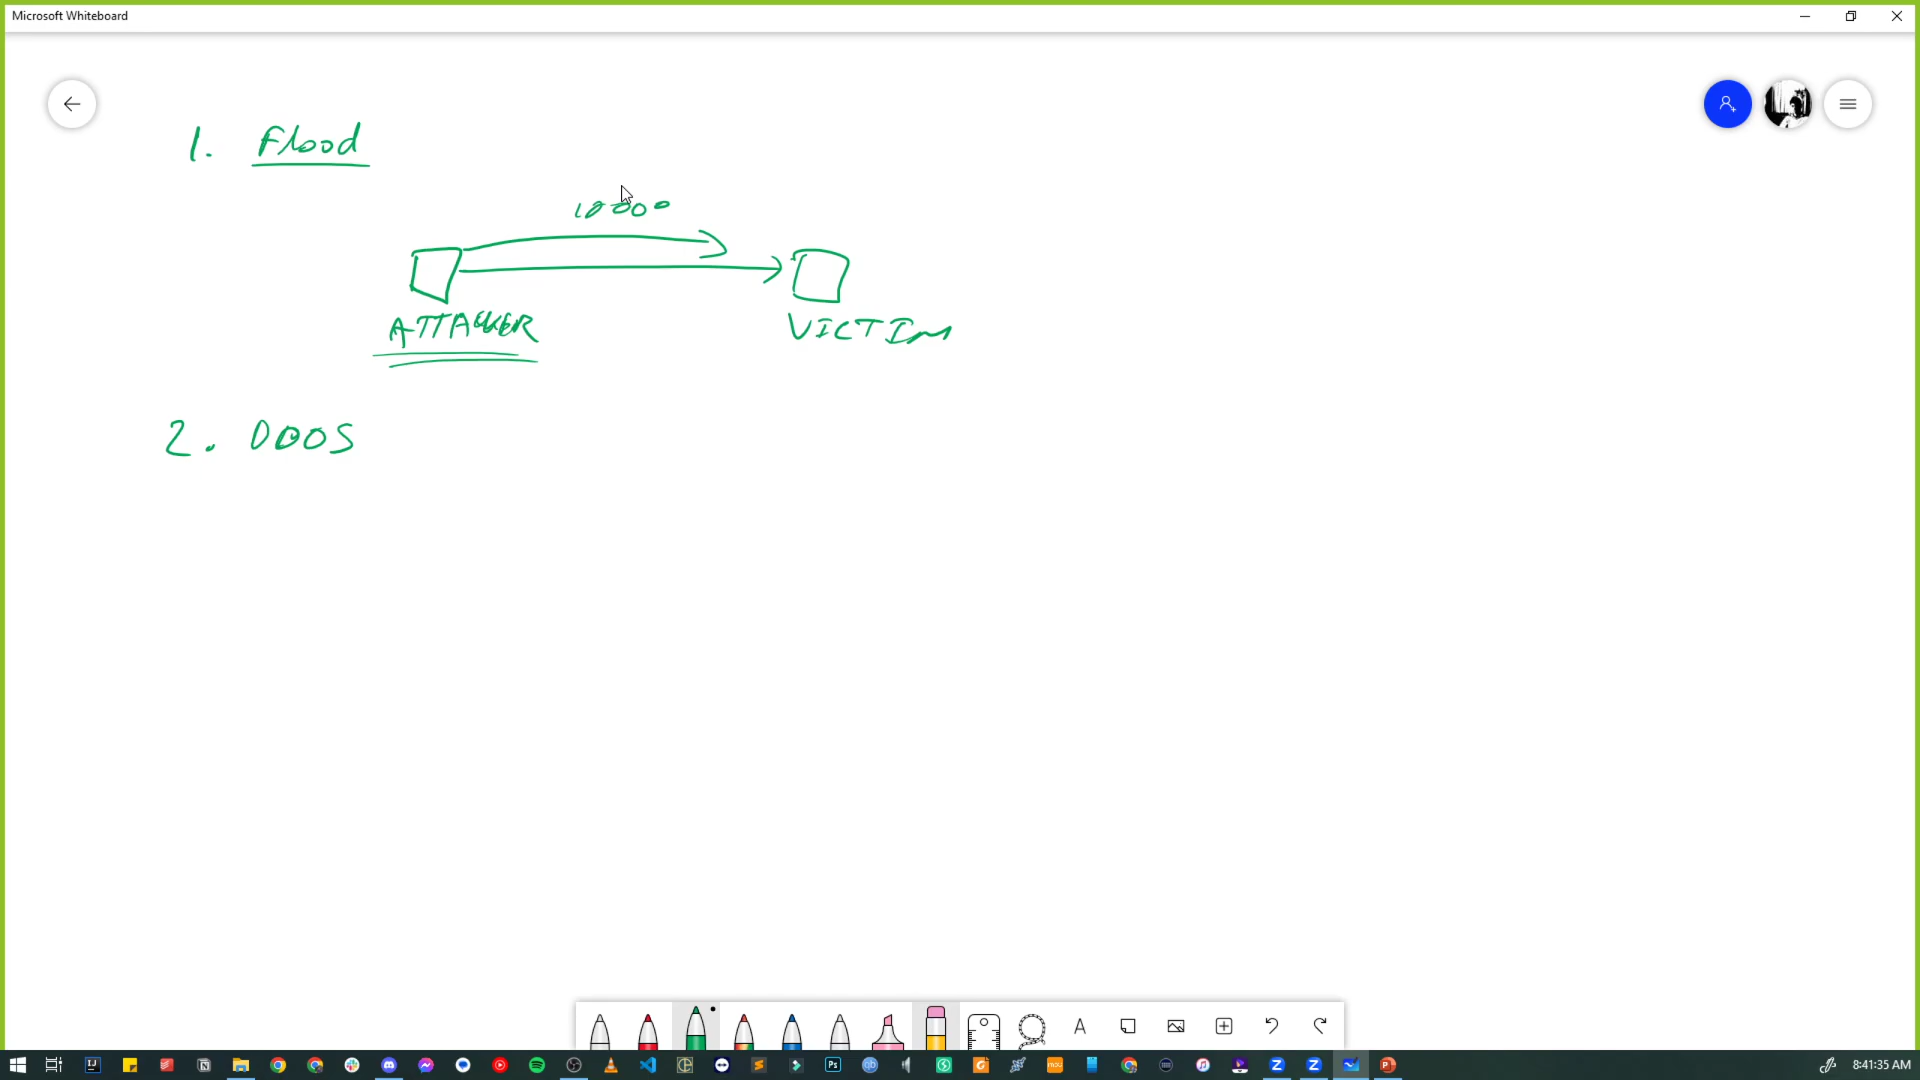 Microsoft Whiteboard
1. Flood
10000
ATTACKER
VICTIM
2. DDOS
8:41:35 AM